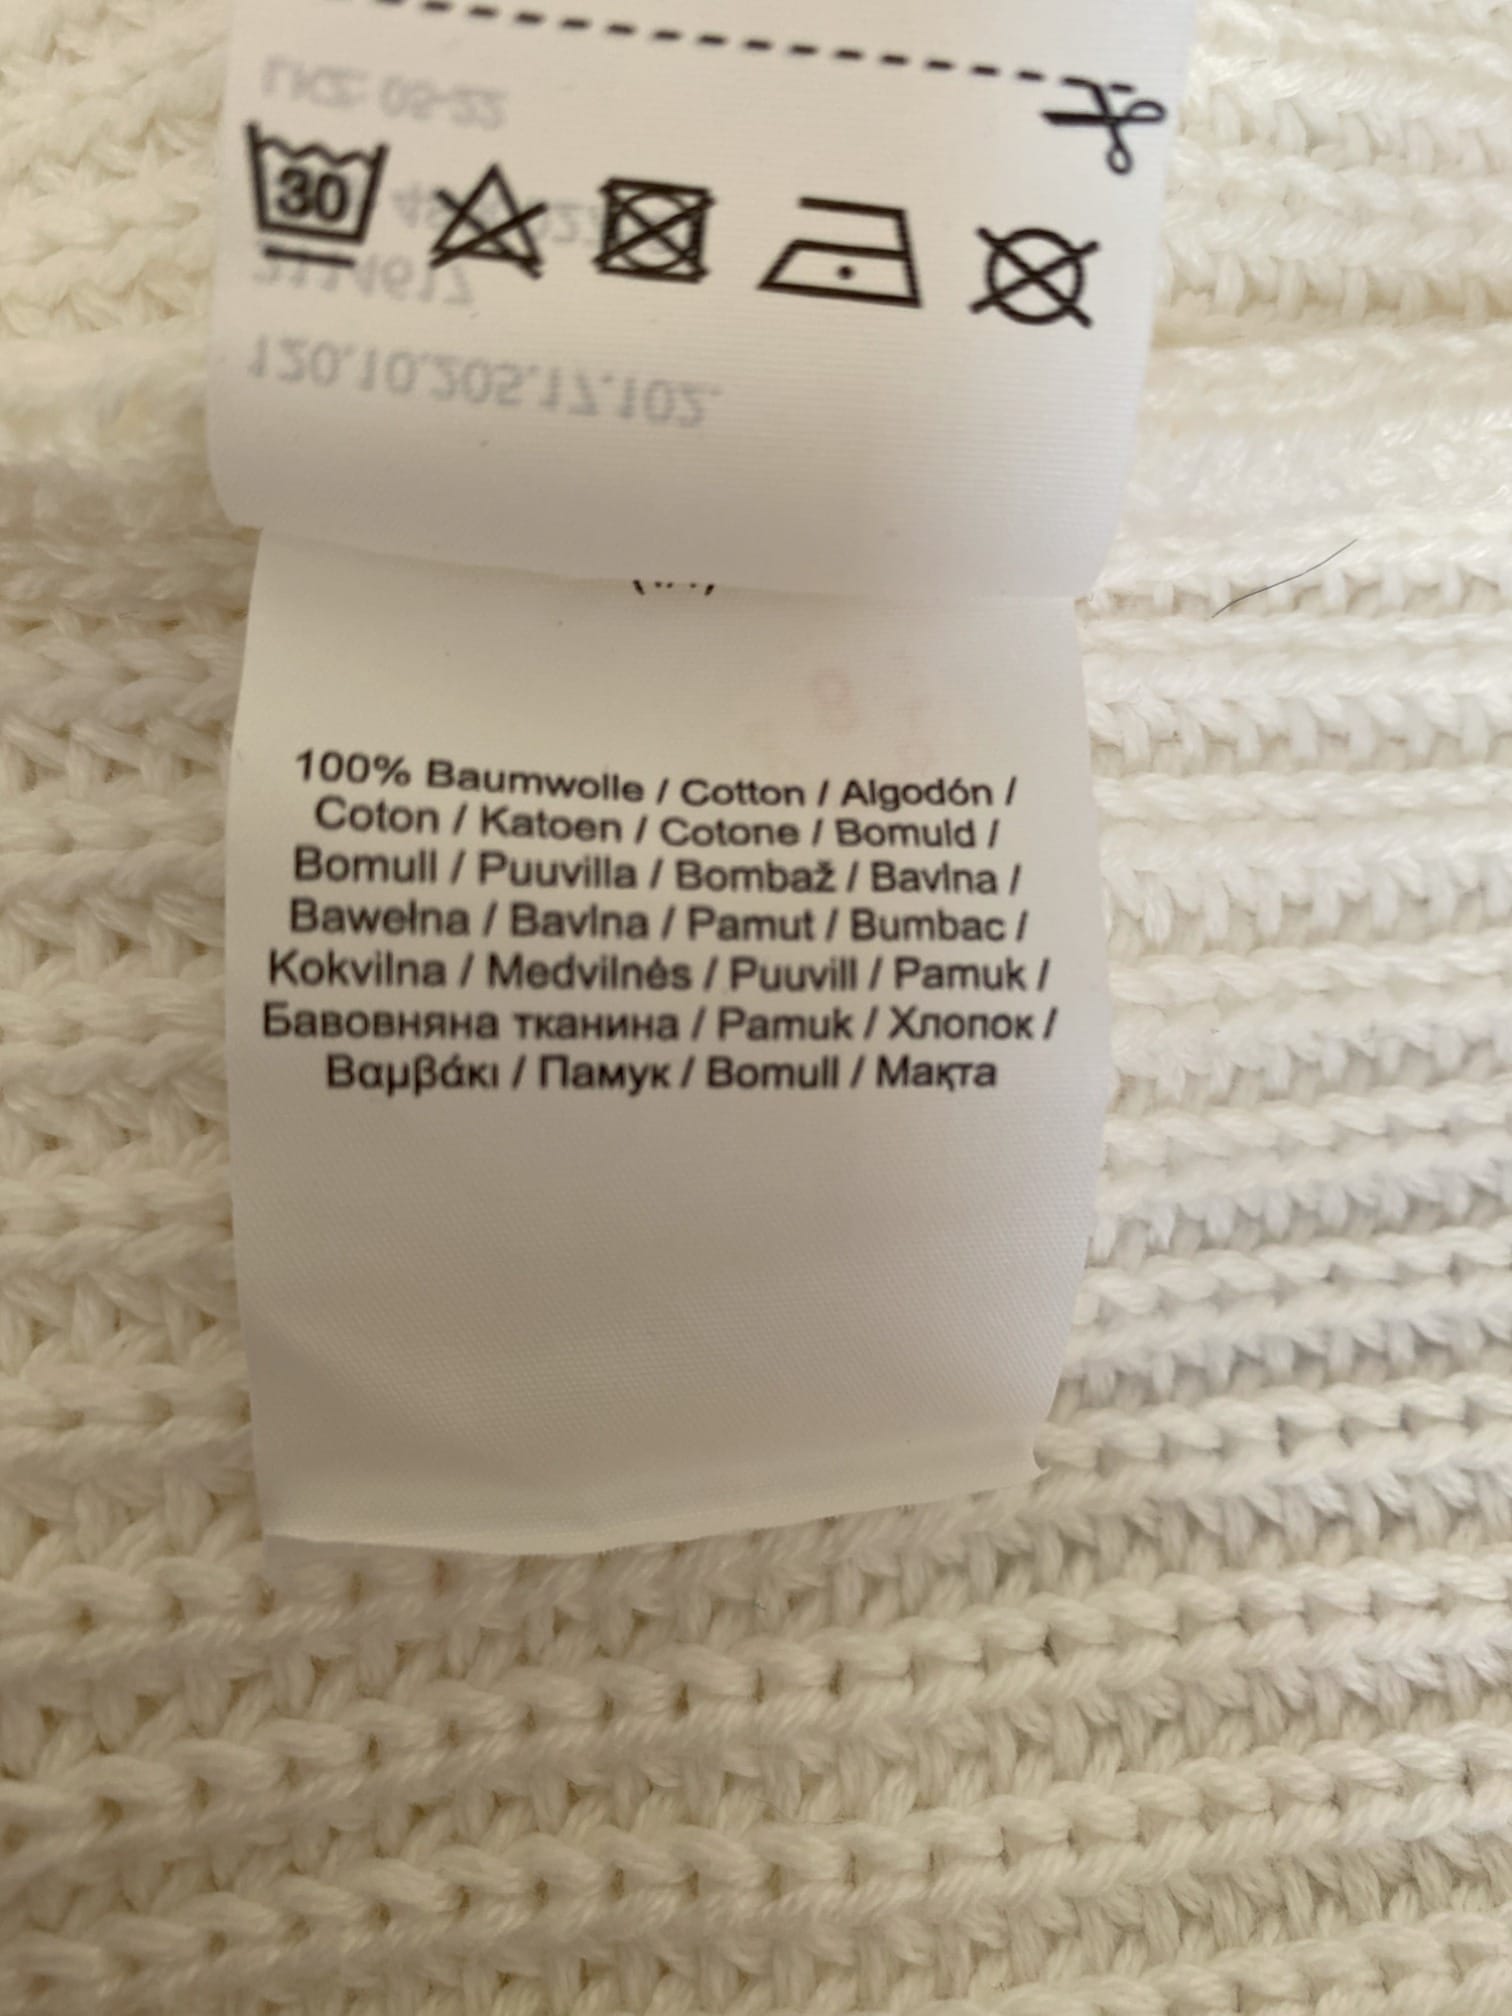 30
100% Baumwolle / Cotton / Algodón /
Coton / Katoen / Cotone / Bomuld /
Bomull / Puuvilla / Bombaž / Bavlna /
Bawełna / Bavlna / Pamut / Bumbac /
Kokvilna / Medvilnės / Puuvill / Pamuk /
Бавовняна тканина / Pamuk / Хлопок /
Βαμβάκι / Памук / Bomull / Мақта